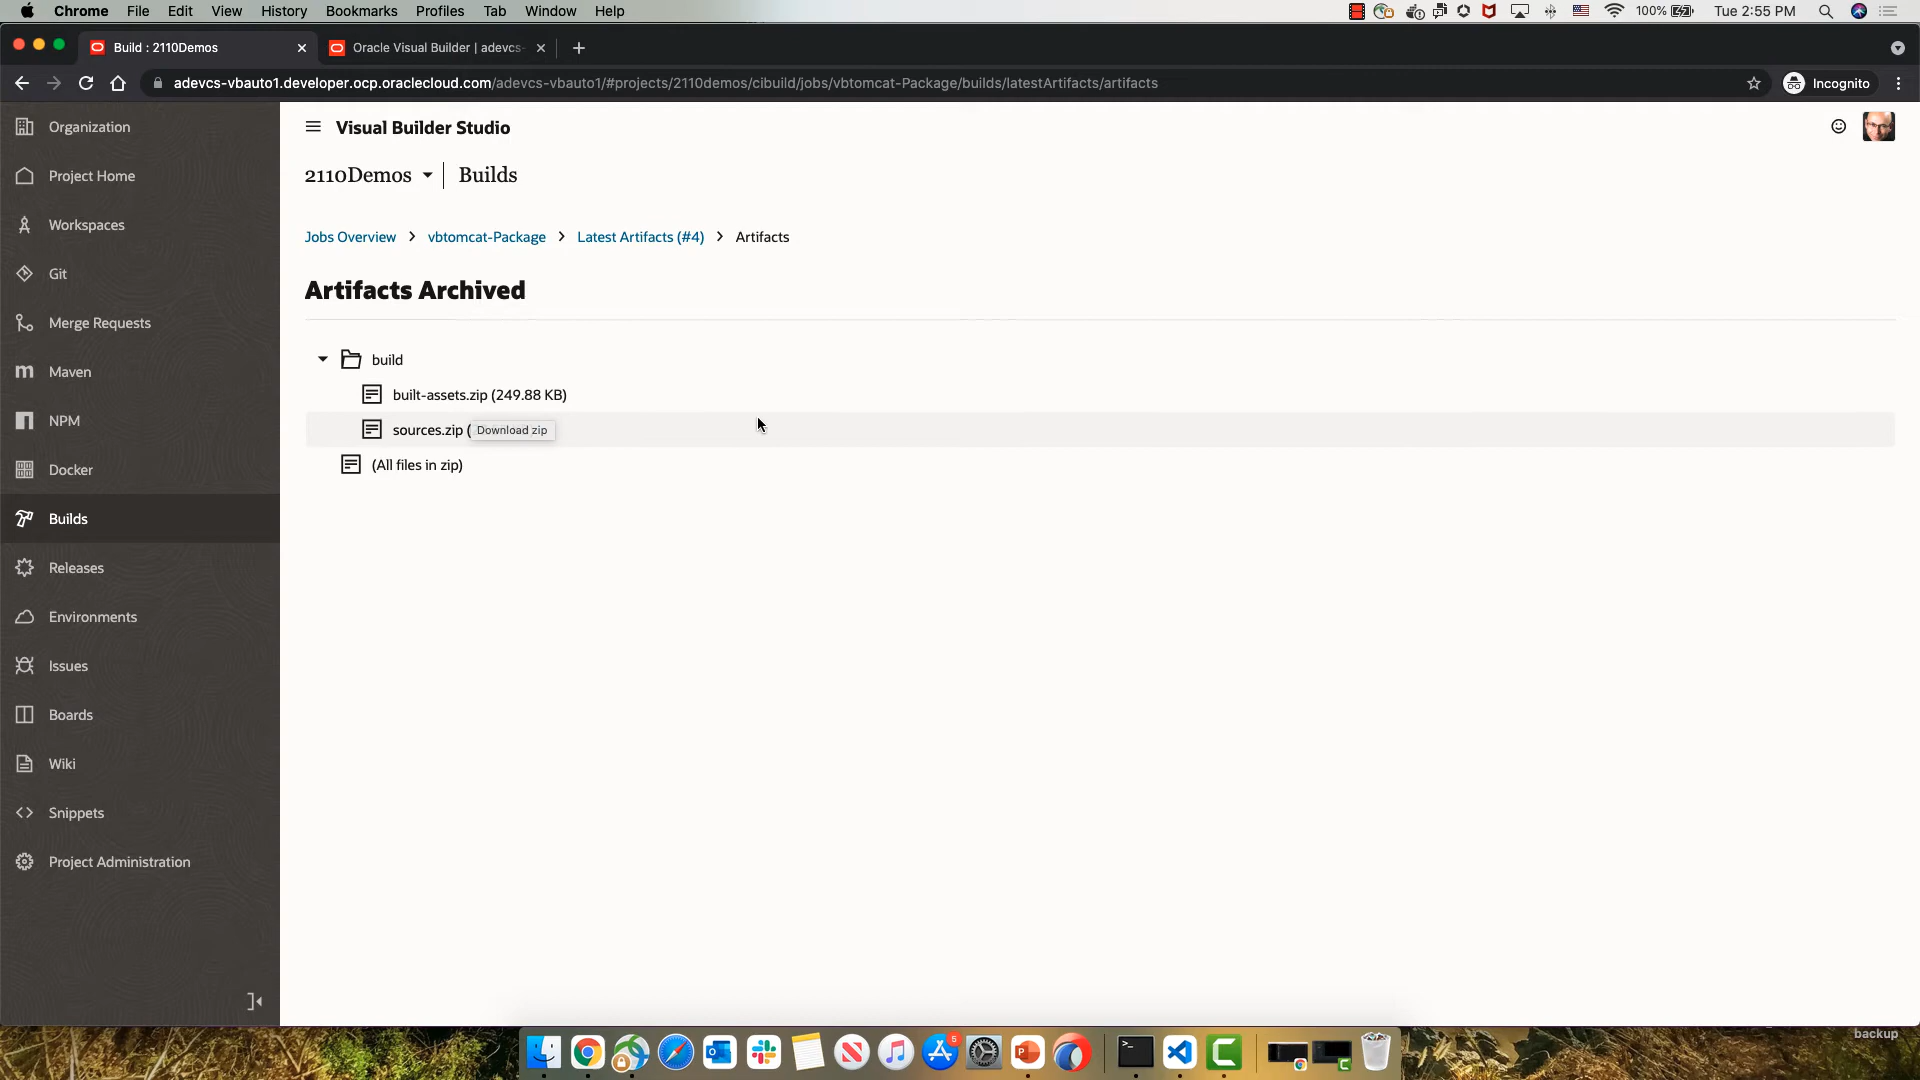 Chrome File Edit View History Bookmarks Profiles Tab Window Help 100% Tue 2:55 PM
Build : 2110Demos Oracle Visual Builder | adevcs-
adevcs-vbauto1.developer.ocp.oraclecloud.com/adevcs-vbauto1/#projects/2110demos/cibuild/jobs/vbtomcat-Package/builds/latestArtifacts/artifacts Incognito
Organization
Project Home
Workspaces
Git
Merge Requests
Maven
NPM
Docker
Builds
Releases
Environments
Issues
Boards
Wiki
Snippets
Project Administration
Visual Builder Studio
2110Demos Builds
Jobs Overview > vbtomcat-Package > Latest Artifacts (#4) > Artifacts
Artifacts Archived
build
built-assets.zip (249.88 KB)
sources.zip ( Download zip
(All files in zip)
5
backup